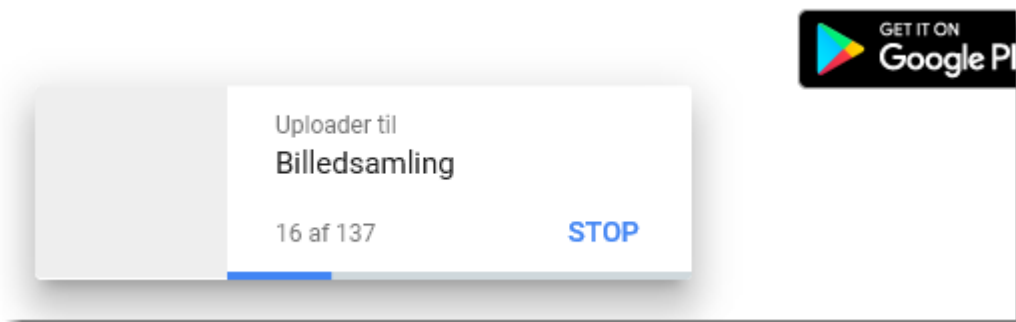 GET IT ON
Google Pl
Uploader til
Billedsamling
16 af 137
STOP